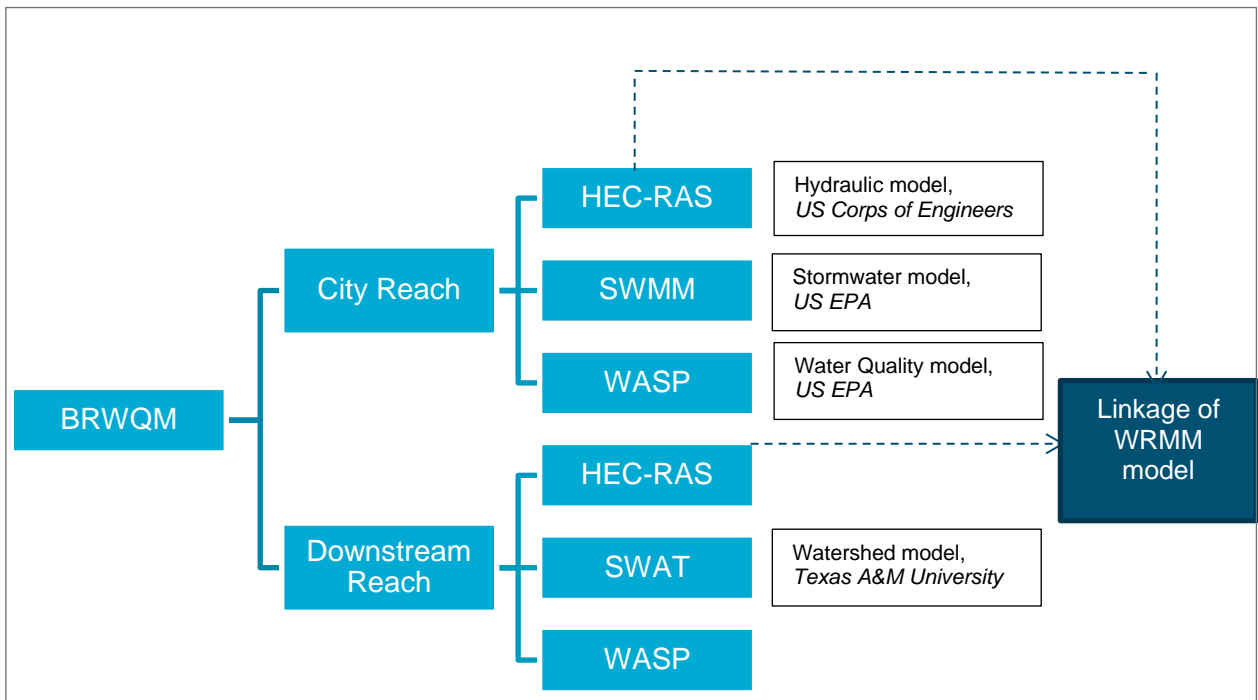 BRWQM
City Reach
HEC-RAS
Hydraulic model,
US Corps of Engineers
SWMM
Stormwater model,
US EPA
WASP
Water Quality model,
US EPA
Downstream
Reach
HEC-RAS
SWAT
Watershed model,
Texas A&M University
WASP
Linkage of
WRMM
model